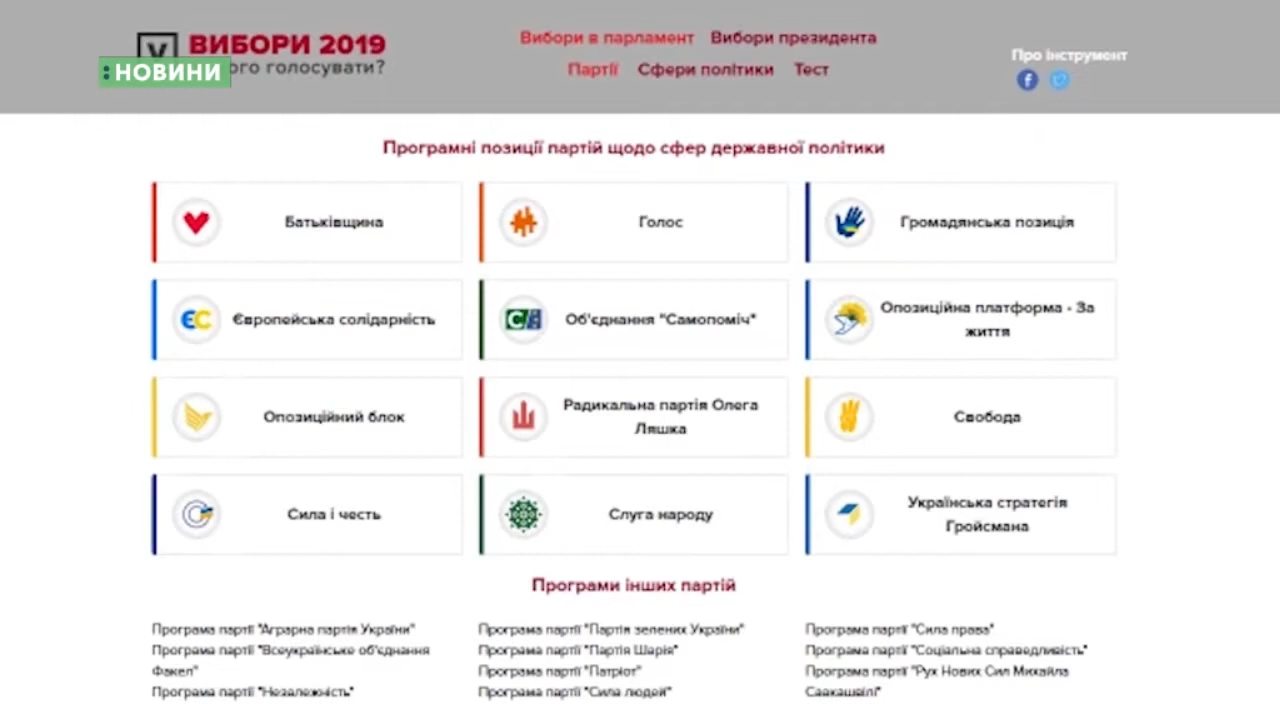 ВИБОРИ 2019
:НОВИНИ
ого голосувати?
Вибори в парламент Вибори президента
Партії Сфери політики Тест
Про інструмент
Програмні позиції партій щодо сфер державної політики
Батьківщина
Голос
Громадянська позиція
ЄС
Європейська солідарність
Об'єднання "Самопоміч"
Опозиційна платформа - За
життя
Опозиційний блок
Радикальна партія Олега
Ляшка
Свобода
Сила і честь
Слуга народу
Українська стратегія
Гройсмана
Програми інших партій
Програма партії "Аграрна партія України"
Програма партії "Всеукраїнське об'єднання
Факел"
Програма партії "Незалежність"
Програма партії "Партія зелених України"
Програма партії "Партія Шарія"
Програма партії "Патріот"
Програма партії "Сила людей"
Програма партії "Сила права"
Програма партії "Соціальна справедливість"
Програма партії "Рух Нових Сил Михайла
Саакашвілі"